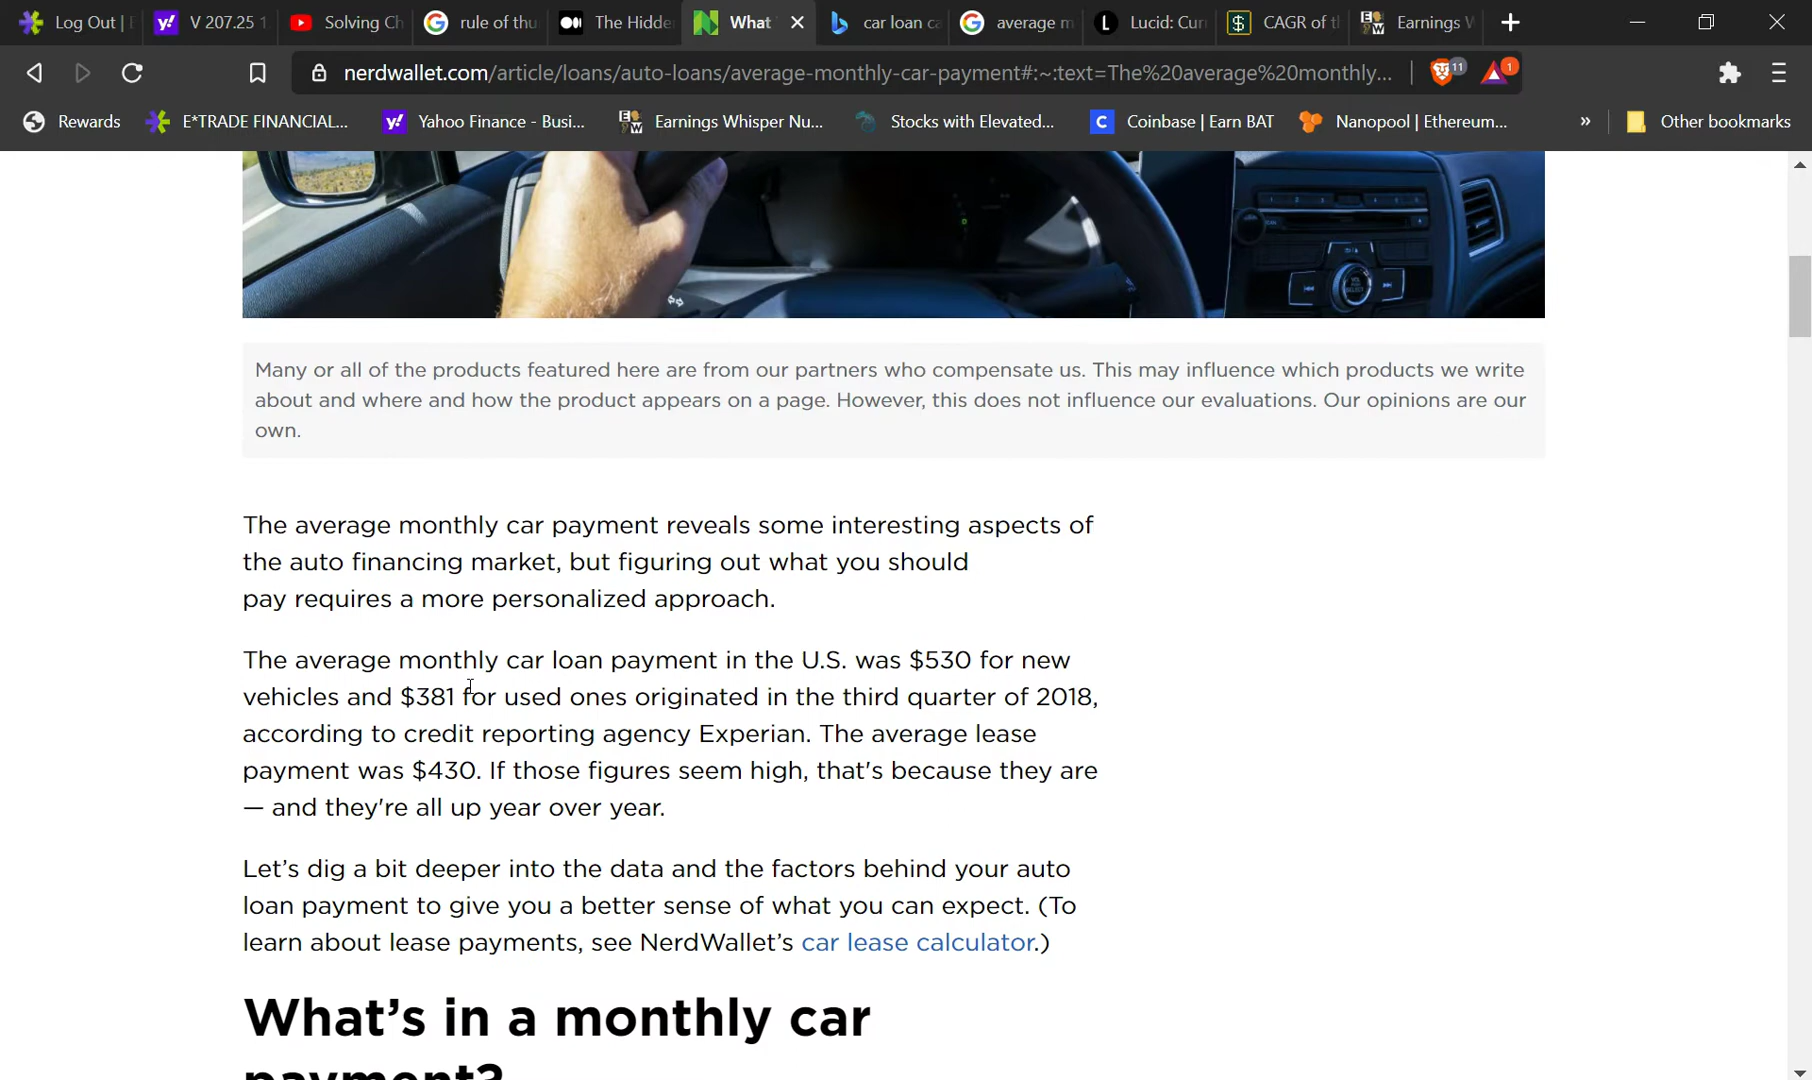 Log Out |
V 207.25
Solving Ch
rule of thu
The Hidde
What
car loan ca
average m
Lucid: Cur
CAGR of t
Earnings W
nerdwallet.com/article/loans/auto-loans/average-monthly-car-payment#:~:text=The%20average%20monthly...
11
1
Rewards
E*TRADE FINANCIAL...
Yahoo Finance - Busi...
Earnings Whisper Nu...
Stocks with Elevated...
Coinbase | Earn BAT
Nanopool | Ethereum...
»
Other bookmarks
Many or all of the products featured here are from our partners who compensate us. This may influence which products we write
about and where and how the product appears on a page. However, this does not influence our evaluations. Our opinions are our
own.
The average monthly car payment reveals some interesting aspects of
the auto financing market, but figuring out what you should
pay requires a more personalized approach.
The average monthly car loan payment in the U.S. was $530 for new
vehicles and $381 for used ones originated in the third quarter of 2018,
according to credit reporting agency Experian. The average lease
payment was $430. If those figures seem high, that's because they are
— and they're all up year over year.
Let’s dig a bit deeper into the data and the factors behind your auto
loan payment to give you a better sense of what you can expect. (To
learn about lease payments, see NerdWallet’s car lease calculator.)
What’s in a monthly car
payment?